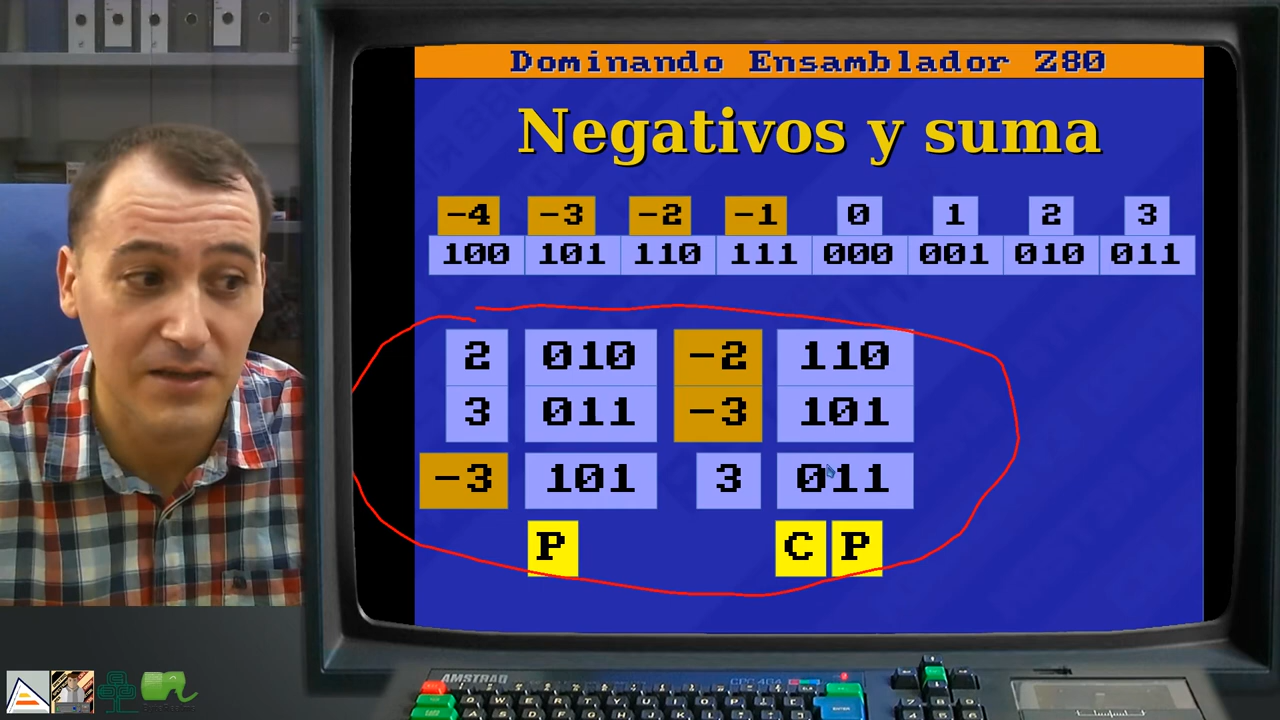 Dominando Ensamblador Z80
Negativos y suma
-4 -3 -2 -1 0 1 2 3
100 101 110 111 000 001 010 011
2 010 -2 110
3 011 -3 101
-3 101 3 011
P C P
AMSTRAD